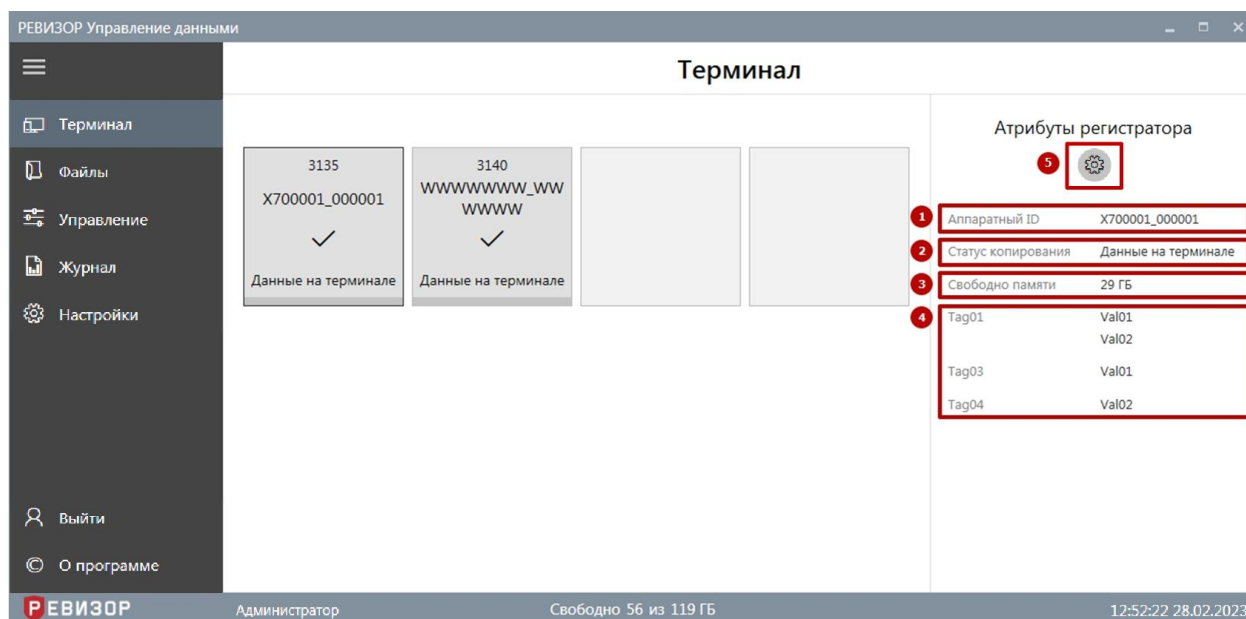 РЕВИЗОР Управление данными
Терминал
Терминал
Файлы
Управление
Журнал
Настройки
Выйти
О программе
3135
X700001_000001
Данные на терминале
3140
WWWWWWW_WW
WWWW
Данные на терминале
Атрибуты регистратора
5
1 Аппаратный ID X700001_000001
2 Статус копирования Данные на терминале
3 Свободно памяти 29 ГБ
4 Tag01 Val01
Val02
Tag03 Val01
Tag04 Val02
РЕВИЗОР Администратор Свободно 56 из 119 ГБ 12:52:22 28.02.2023